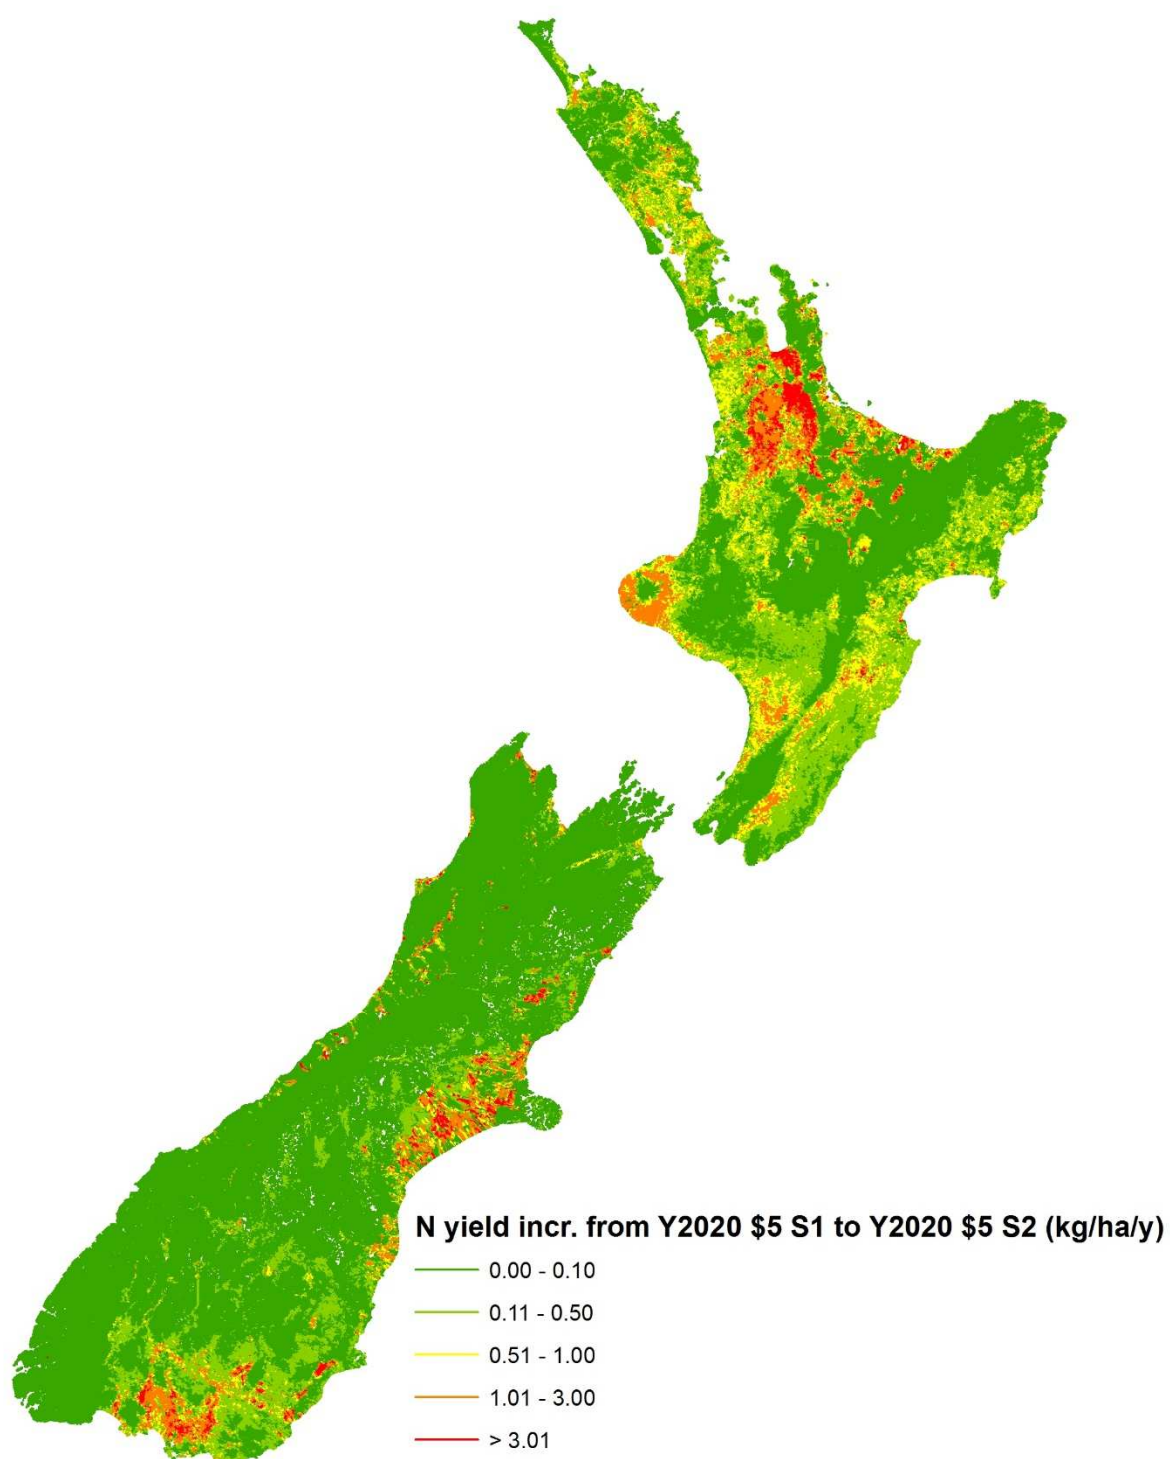 N yield incr. from Y2020 $5 S1 to Y2020 $5 S2 (kg/ha/y)
0.00 - 0.10
0.11 - 0.50
0.51 - 1.00
1.01 - 3.00
> 3.01